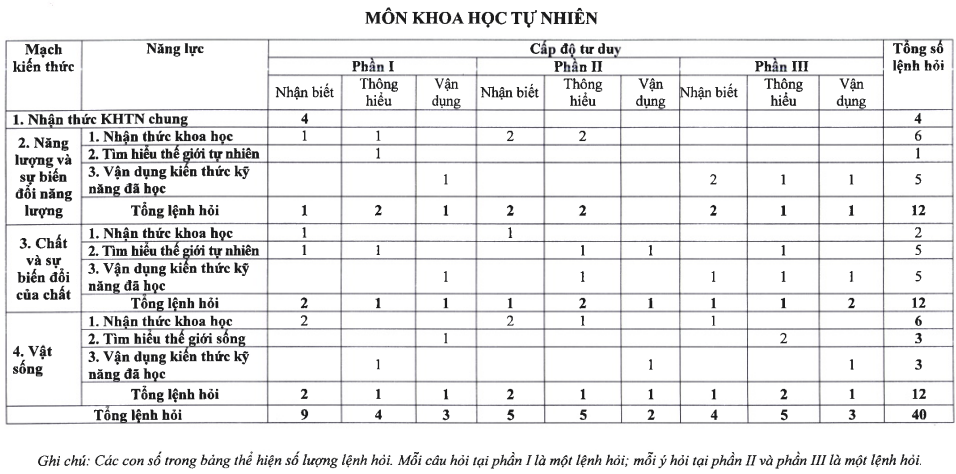 MÔN KHOA HỌC TỰ NHIÊN
Mạch kiến thức | Năng lực | Cấp độ tư duy | Tổng số lệnh hỏi
Phần I | Phần II | Phần III
Nhận biết | Thông hiểu | Vận dụng | Nhận biết | Thông hiểu | Vận dụng | Nhận biết | Thông hiểu | Vận dụng
1. Nhận thức KHTN chung | 4 | | | | | | | | | 4
2. Năng lượng và sự biến đổi năng lượng | 1. Nhận thức khoa học | 1 | 1 | | 2 | 2 | | | | | 6
2. Tìm hiểu thế giới tự nhiên | | 1 | | | | | | | | 1
3. Vận dụng kiến thức kỹ năng đã học | | | 1 | | | | 2 | 1 | 1 | 5
Tổng lệnh hỏi | 1 | 2 | 1 | 2 | 2 | | 2 | 1 | 1 | 12
3. Chất và sự biến đổi của chất | 1. Nhận thức khoa học | 1 | | | 1 | | | | | | 2
2. Tìm hiểu thế giới tự nhiên | 1 | 1 | | | 1 | 1 | | 1 | | 5
3. Vận dụng kiến thức kỹ năng đã học | | | 1 | | 1 | | 1 | 1 | 1 | 5
Tổng lệnh hỏi | 2 | 1 | 1 | 1 | 2 | 1 | 1 | 1 | 2 | 12
4. Vật sống | 1. Nhận thức khoa học | 2 | | | 2 | 1 | | 1 | | | 6
2. Tìm hiểu thế giới sống | | | 1 | | | | | 2 | | 3
3. Vận dụng kiến thức kỹ năng đã học | | 1 | | | | 1 | | | 1 | 3
Tổng lệnh hỏi | 2 | 1 | 1 | 2 | 1 | 1 | 1 | 2 | 1 | 12
Tổng lệnh hỏi | 9 | 4 | 3 | 5 | 5 | 2 | 4 | 5 | 3 | 40
Ghi chú: Các con số trong bảng thể hiện số lượng lệnh hỏi. Mỗi câu hỏi tại phần I là một lệnh hỏi; mỗi ý hỏi tại phần II và phần III là một lệnh hỏi.